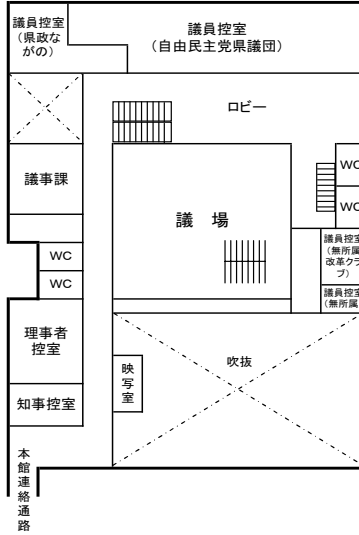 議員控室
（県政な
がの）
議員控室
（自由民主党県議団）
ロビー
議事課
WC
WC
議　場
WC
WC
議員控室
（無所属
改革クラ
ブ）
議員控室
（無所属
理事者
控室
映
写
室
吹抜
知事控室
本
館
連
絡
通
路